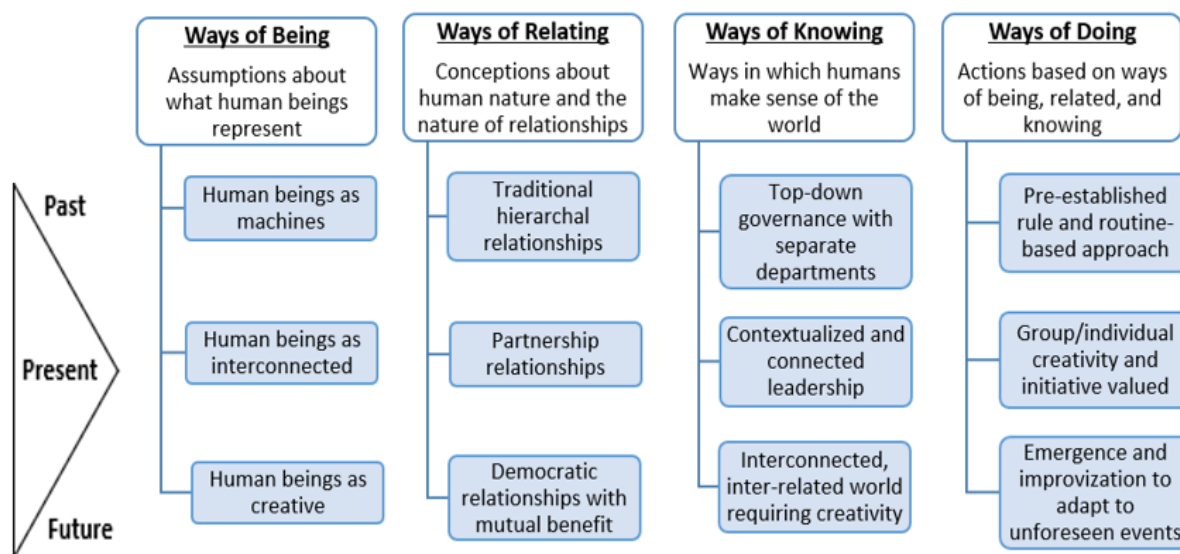 Ways of Being
Assumptions about
what human beings
represent
Ways of Relating
Conceptions about
human nature and the
nature of relationships
Ways of Knowing
Ways in which humans
make sense of the
world
Ways of Doing
Actions based on ways
of being, related, and
knowing
Past
Human beings as
machines
Traditional
hierarchal
relationships
Top-down
governance with
separate
departments
Pre-established
rule and routine-
based approach
Present
Human beings as
interconnected
Partnership
relationships
Contextualized and
connected
leadership
Group/individual
creativity and
initiative valued
Future
Human beings as
creative
Democratic
relationships with
mutual benefit
Interconnected,
inter-related world
requiring creativity
Emergence and
improvization to
adapt to
unforeseen events